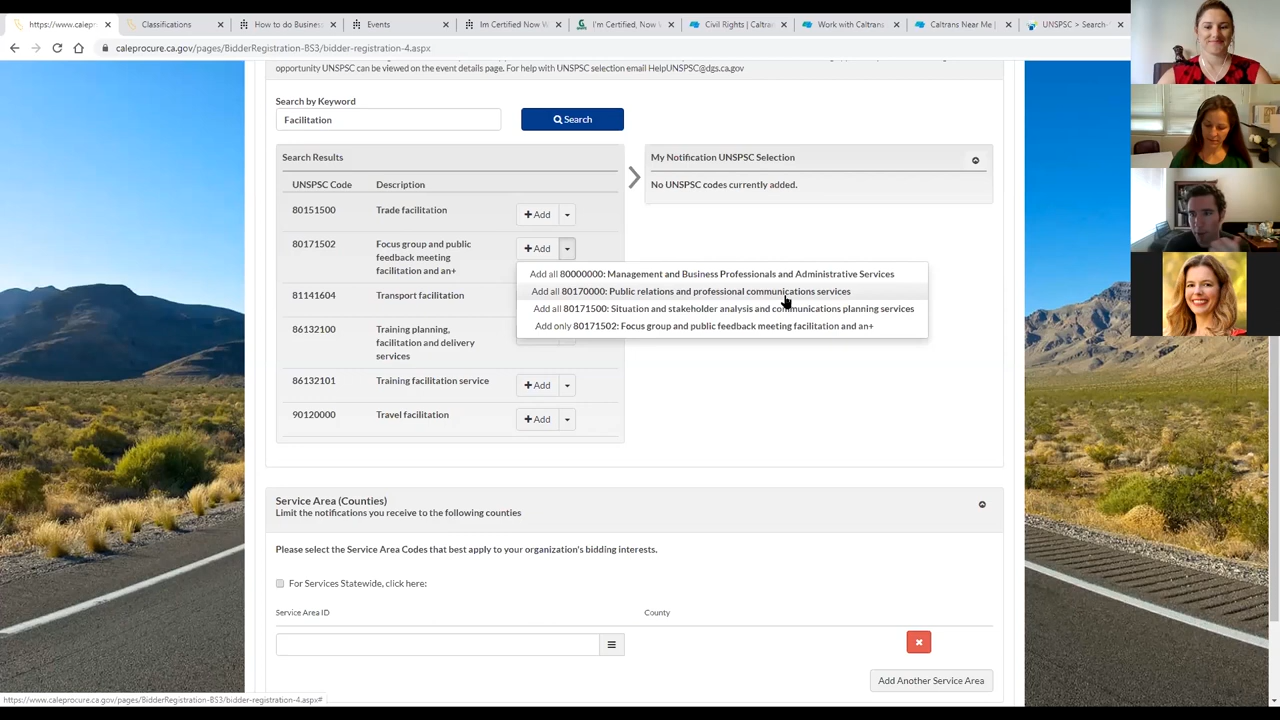 https://www.calepr
Classifications
How to do Busine
Events
Im Certified Now W
I'm Certified, Now
Civil Rights | Caltra
Work with Caltrans
Caltrans Near Me |
UNSPSC > Search
caleprocure.ca.gov/pages/BidderRegistration-BS3/bidder-registration-4.aspx
opportunity UNSPSC can be viewed on the event details page. For help with UNSPSC selection email HelpUNSPSC@dgs.ca.gov
Search by Keyword
Facilitation
Search
Search Results
UNSPSC Code Description
80151500 Trade facilitation + Add
80171502 Focus group and public + Add
feedback meeting
facilitation and an+
81141604 Transport facilitation
86132100 Training planning,
facilitation and delivery
services
86132101 Training facilitation service + Add
90120000 Travel facilitation + Add
My Notification UNSPSC Selection
No UNSPSC codes currently added.
Add all 80000000: Management and Business Professionals and Administrative Services
Add all 80170000: Public relations and professional communications services
Add all 80171500: Situation and stakeholder analysis and communications planning services
Add only 80171502: Focus group and public feedback meeting facilitation and an+
Service Area (Counties)
Limit the notifications you receive to the following counties
Please select the Service Area Codes that best apply to your organization's bidding interests.
For Services Statewide, click here:
Service Area ID County
Add Another Service Area
https://www.caleprocure.ca.gov/pages/BidderRegistration-BS3/bidder-registration-4.aspx#